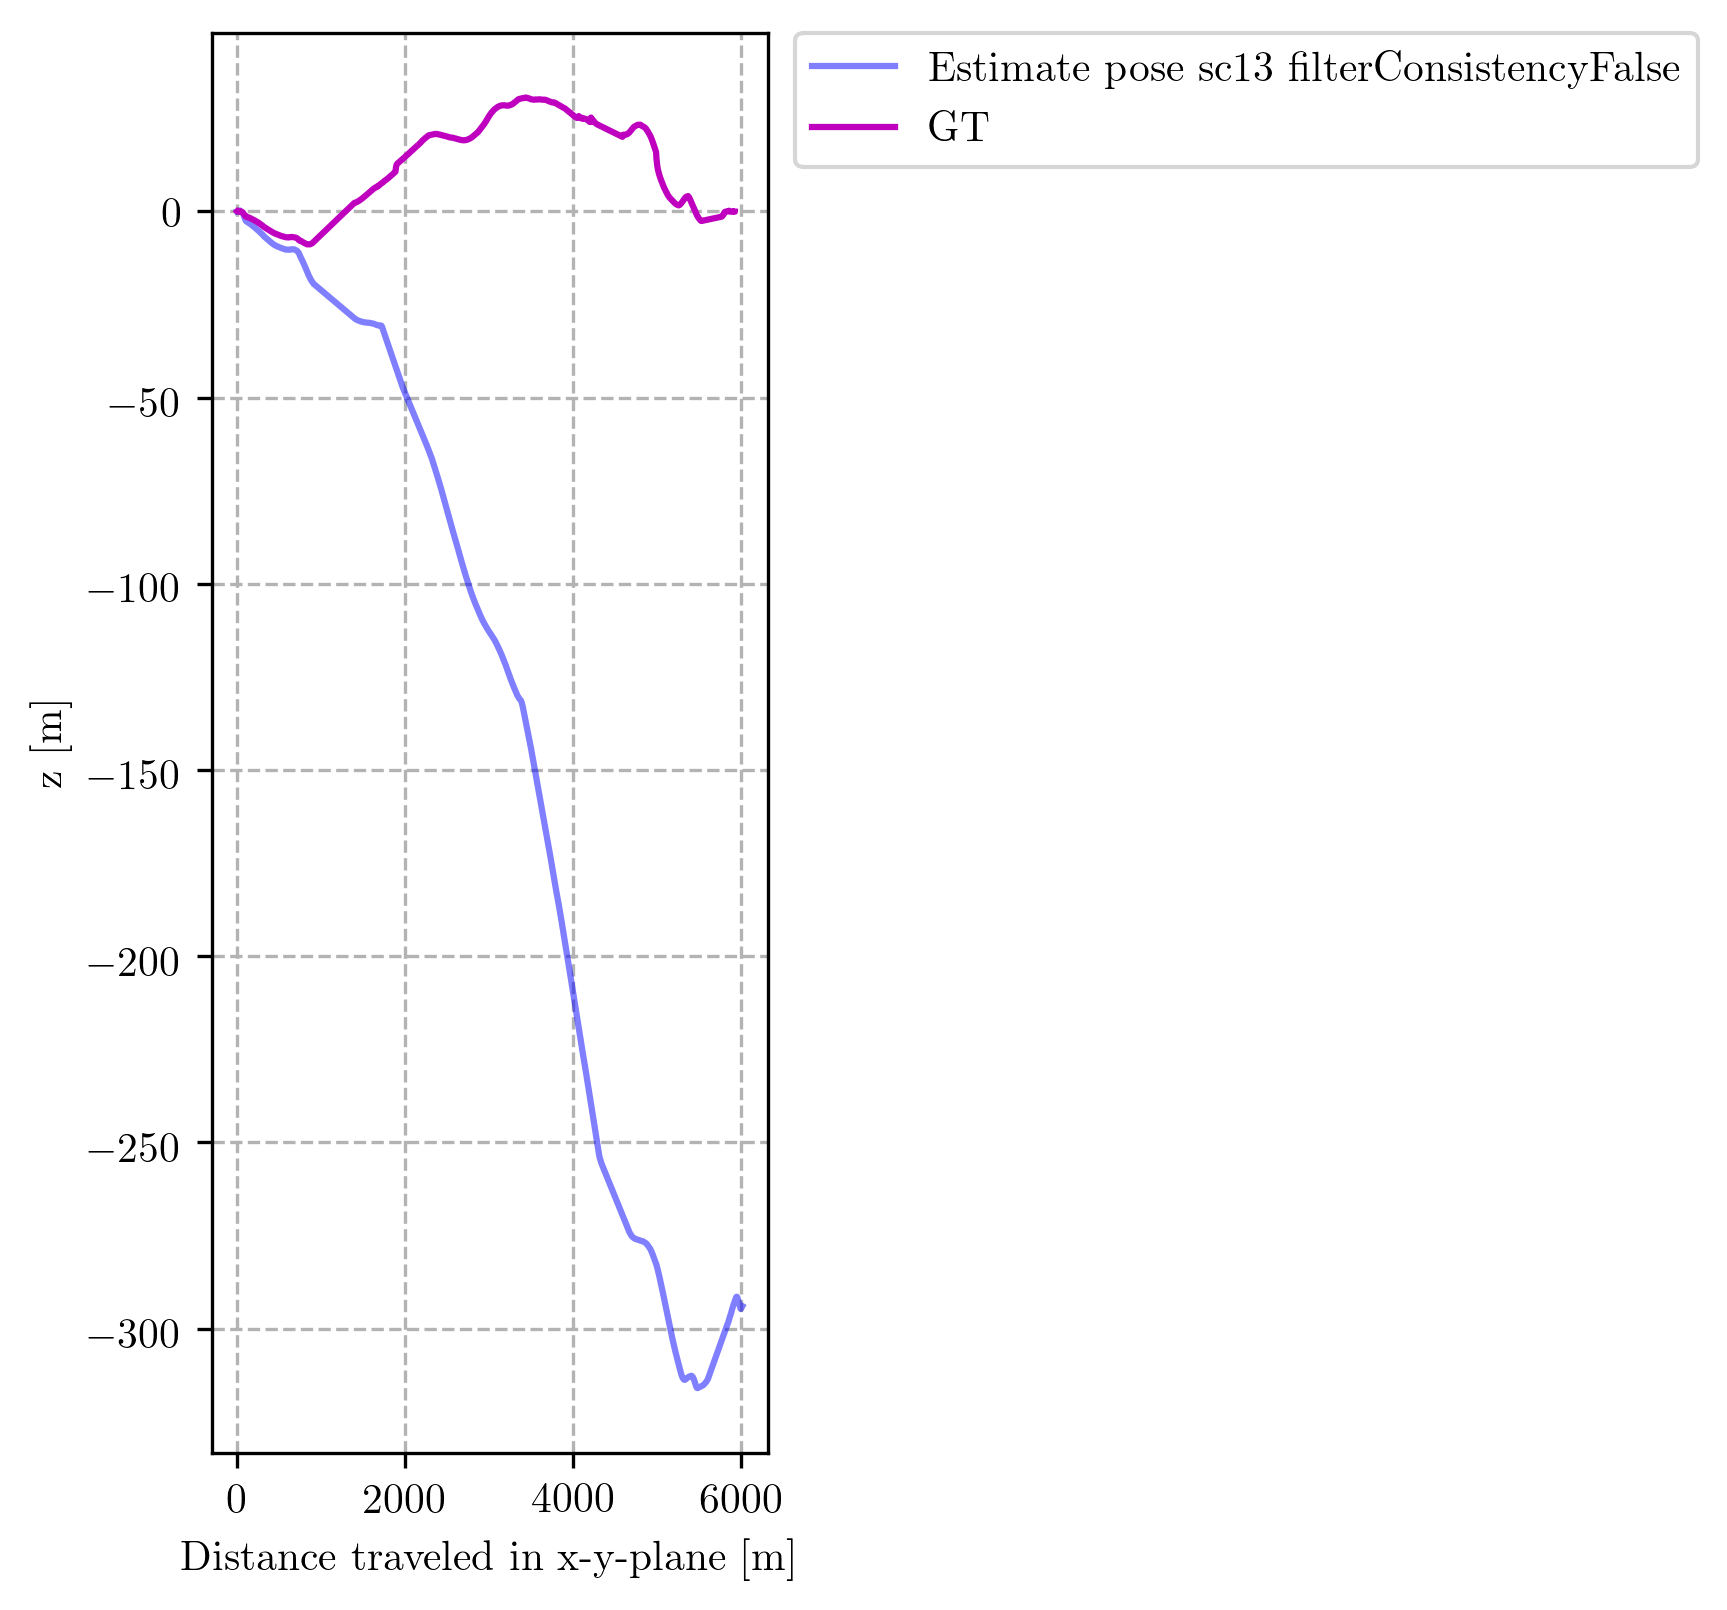 Estimate pose sc13 filterConsistencyFalse
GT
0
−50
−100
−150
−200
−250
−300
z [m]
0 2000 4000 6000
Distance traveled in x-y-plane [m]